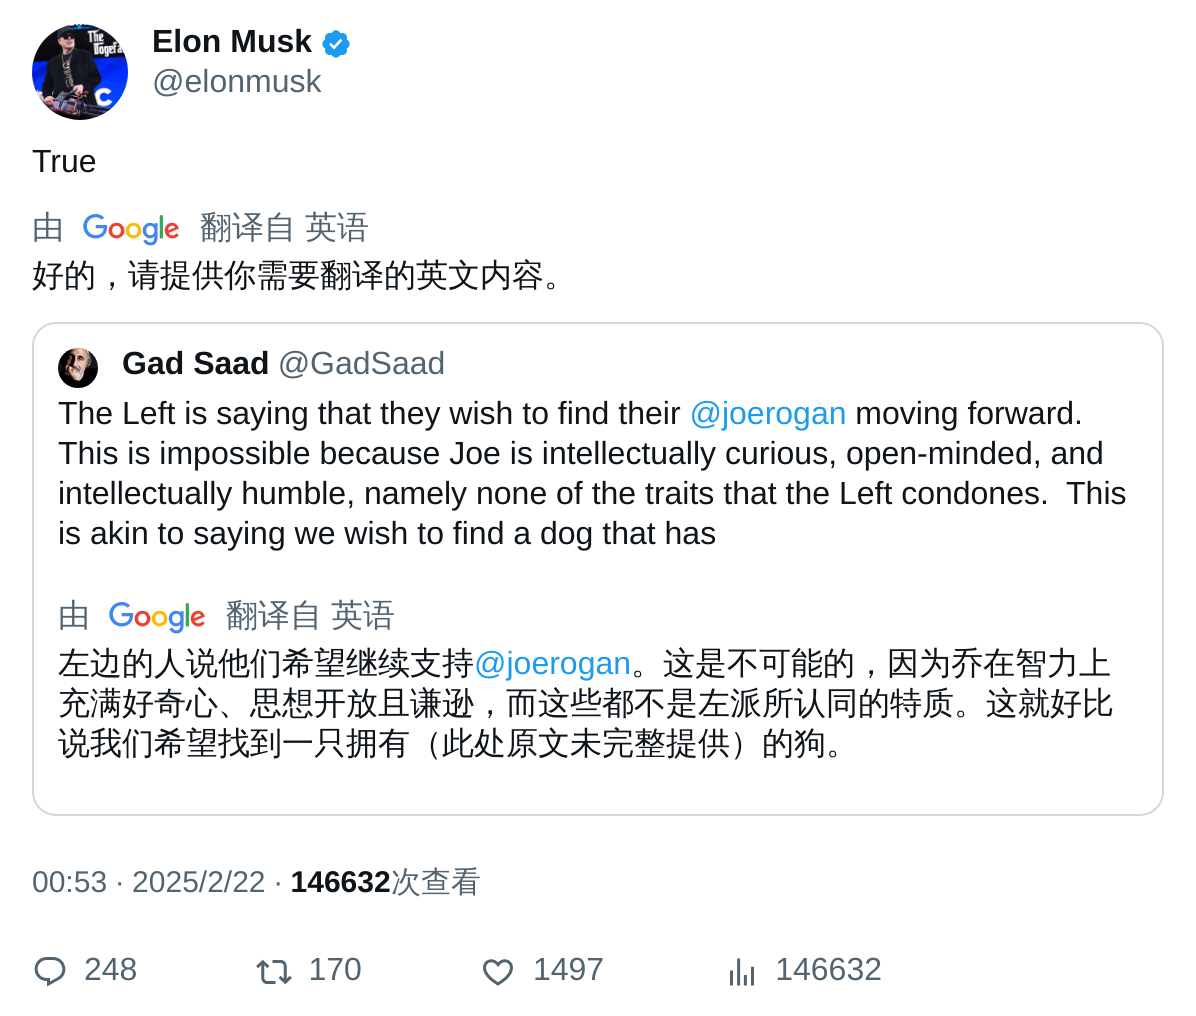 The
Dogefa
C
Elon Musk
@elonmusk
True
由 Google 翻译自 英语
好的，请提供你需要翻译的英文内容。
Gad Saad @GadSaad
The Left is saying that they wish to find their @joerogan moving forward.
This is impossible because Joe is intellectually curious, open-minded, and
intellectually humble, namely none of the traits that the Left condones.  This
is akin to saying we wish to find a dog that has
由 Google 翻译自 英语
左边的人说他们希望继续支持@joerogan。这是不可能的，因为乔在智力上
充满好奇心、思想开放且谦逊，而这些都不是左派所认同的特质。这就好比
说我们希望找到一只拥有（此处原文未完整提供）的狗。
00:53 · 2025/2/22 · 146632次查看
248 170 1497 146632